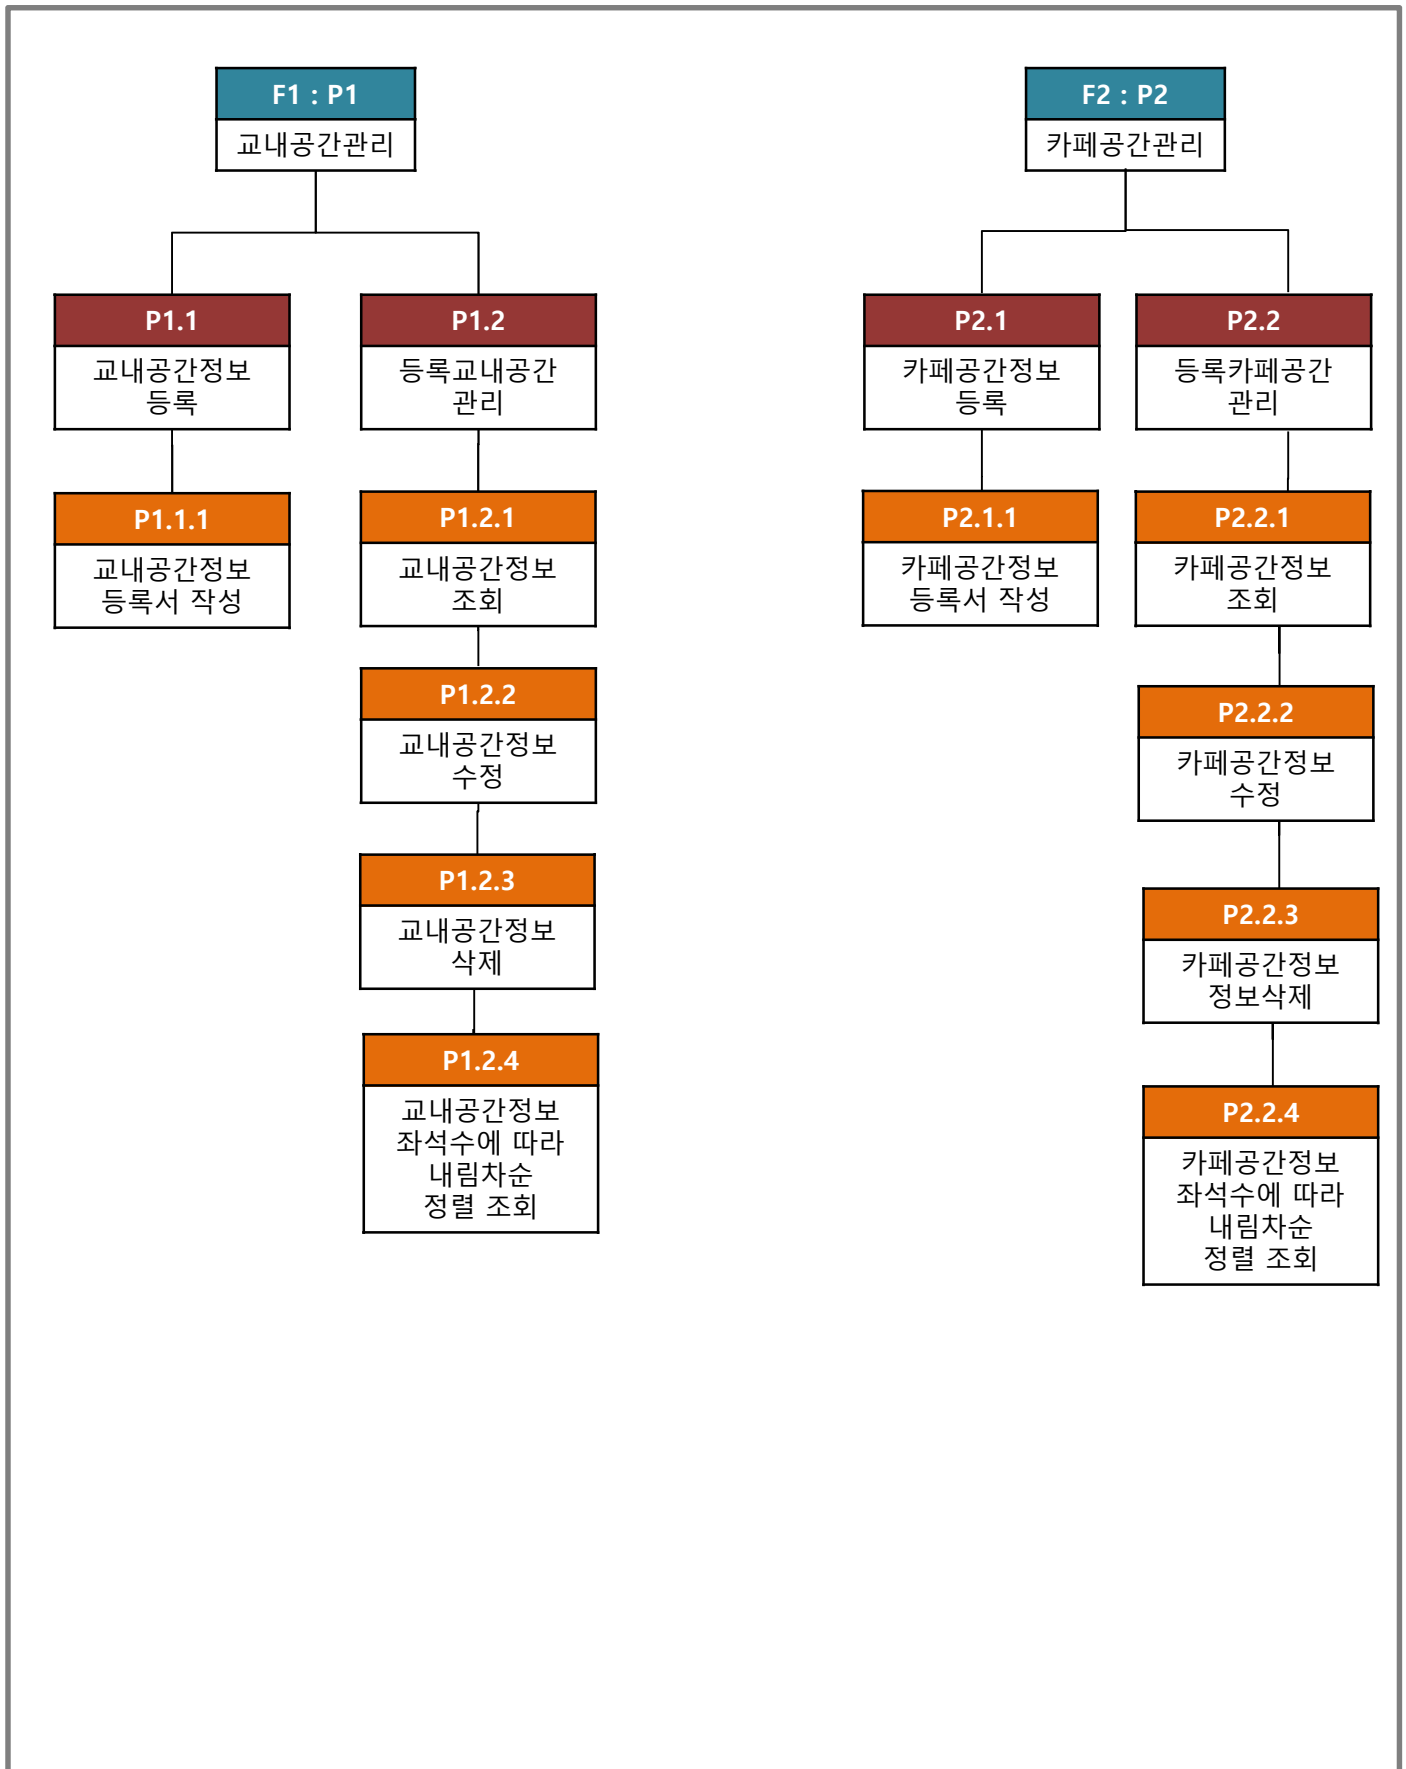 F1 : P1
교내공간관리
P1.1
교내공간정보
등록
P1.1.1
교내공간정보
등록서 작성
P1.2
등록교내공간
관리
P1.2.1
교내공간정보
조회
P1.2.2
교내공간정보
수정
P1.2.3
교내공간정보
삭제
P1.2.4
교내공간정보
좌석수에 따라
내림차순
정렬 조회
F2 : P2
카페공간관리
P2.1
카페공간정보
등록
P2.1.1
카페공간정보
등록서 작성
P2.2
등록카페공간
관리
P2.2.1
카페공간정보
조회
P2.2.2
카페공간정보
수정
P2.2.3
카페공간정보
정보삭제
P2.2.4
카페공간정보
좌석수에 따라
내림차순
정렬 조회